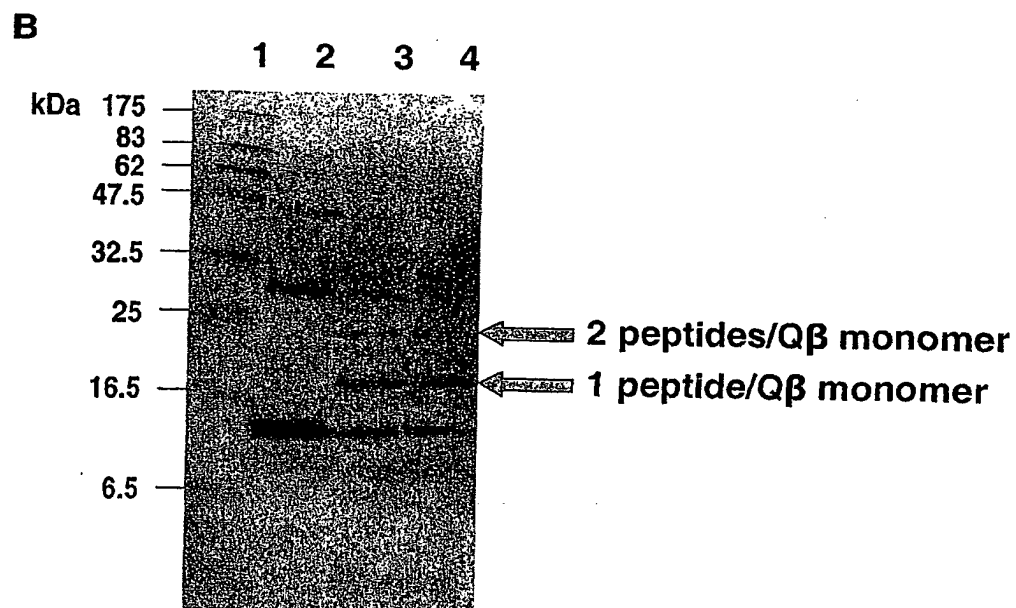 B
1 2 3 4
kDa 175
83
62
47.5
32.5
25
2 peptides/Qβ monomer
16.5
1 peptide/Qβ monomer
6.5